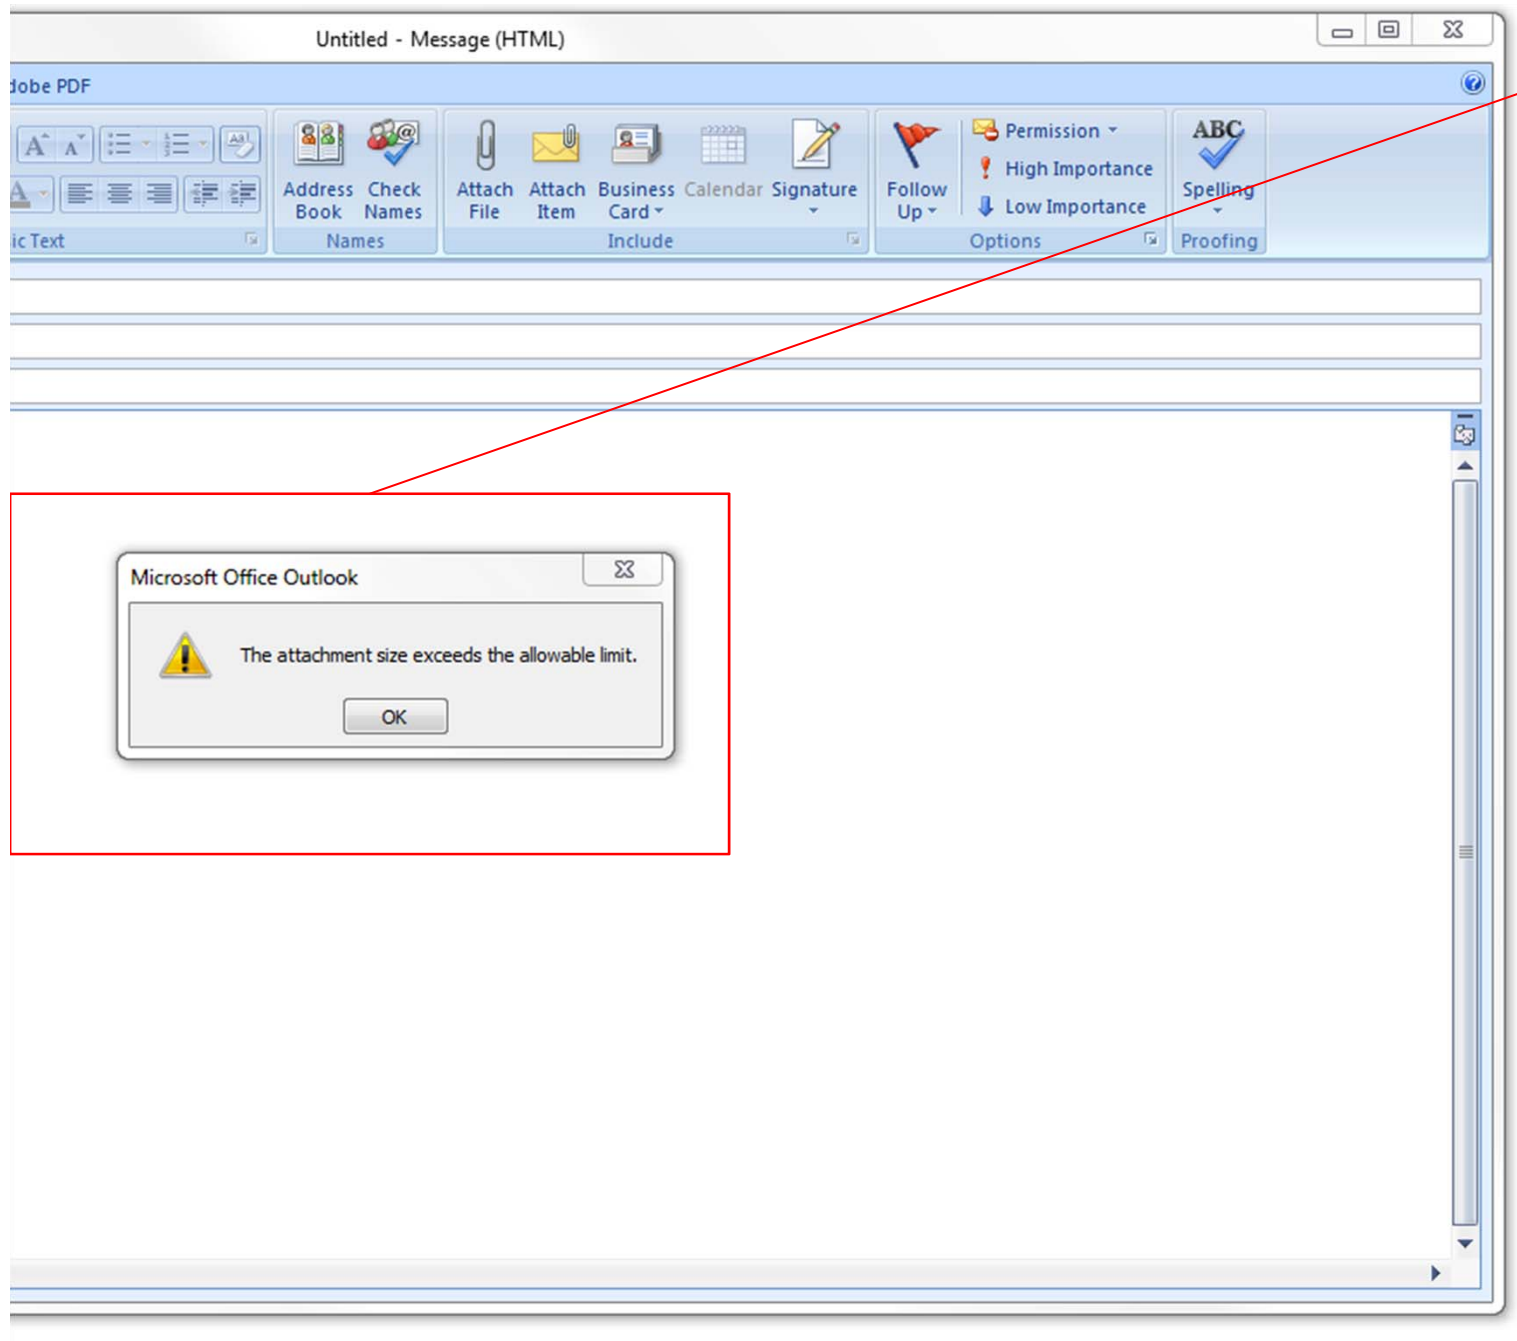 Untitled - Message (HTML)
dobe PDF
Address Book
Check Names
Attach File
Attach Item
Business Card
Calendar
Signature
Follow Up
Permission
High Importance
Low Importance
ABC
Spelling
ic Text
Names
Include
Options
Proofing
Microsoft Office Outlook
The attachment size exceeds the allowable limit.
OK